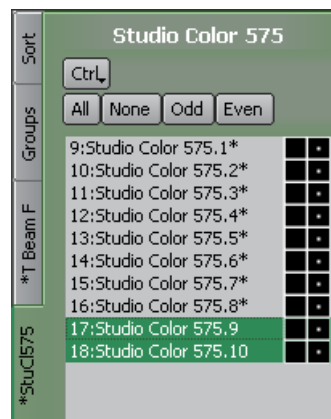 Studio Color 575
Sort
Groups
*T Beam F
*StuCl575
Ctrl
All None Odd Even
9:Studio Color 575.1*
10:Studio Color 575.2*
11:Studio Color 575.3*
12:Studio Color 575.4*
13:Studio Color 575.5*
14:Studio Color 575.6*
15:Studio Color 575.7*
16:Studio Color 575.8*
17:Studio Color 575.9
18:Studio Color 575.10